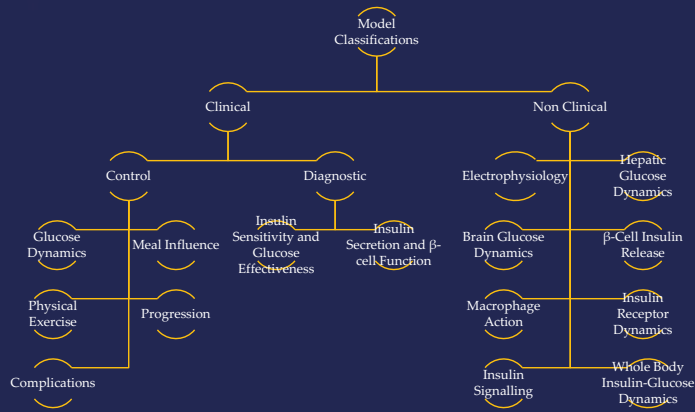 Model
Classifications
Clinical
Non Clinical
Control
Diagnostic
Electrophysiology
Hepatic
Glucose
Dynamics
Glucose
Dynamics
Meal Influence
Insulin
Sensitivity and
Glucose
Effectiveness
Insulin
Secretion and β-
cell Function
Brain Glucose
Dynamics
β-Cell Insulin
Release
Physical
Exercise
Progression
Macrophage
Action
Insulin
Receptor
Dynamics
Complications
Insulin
Signalling
Whole Body
Insulin-Glucose
Dynamics